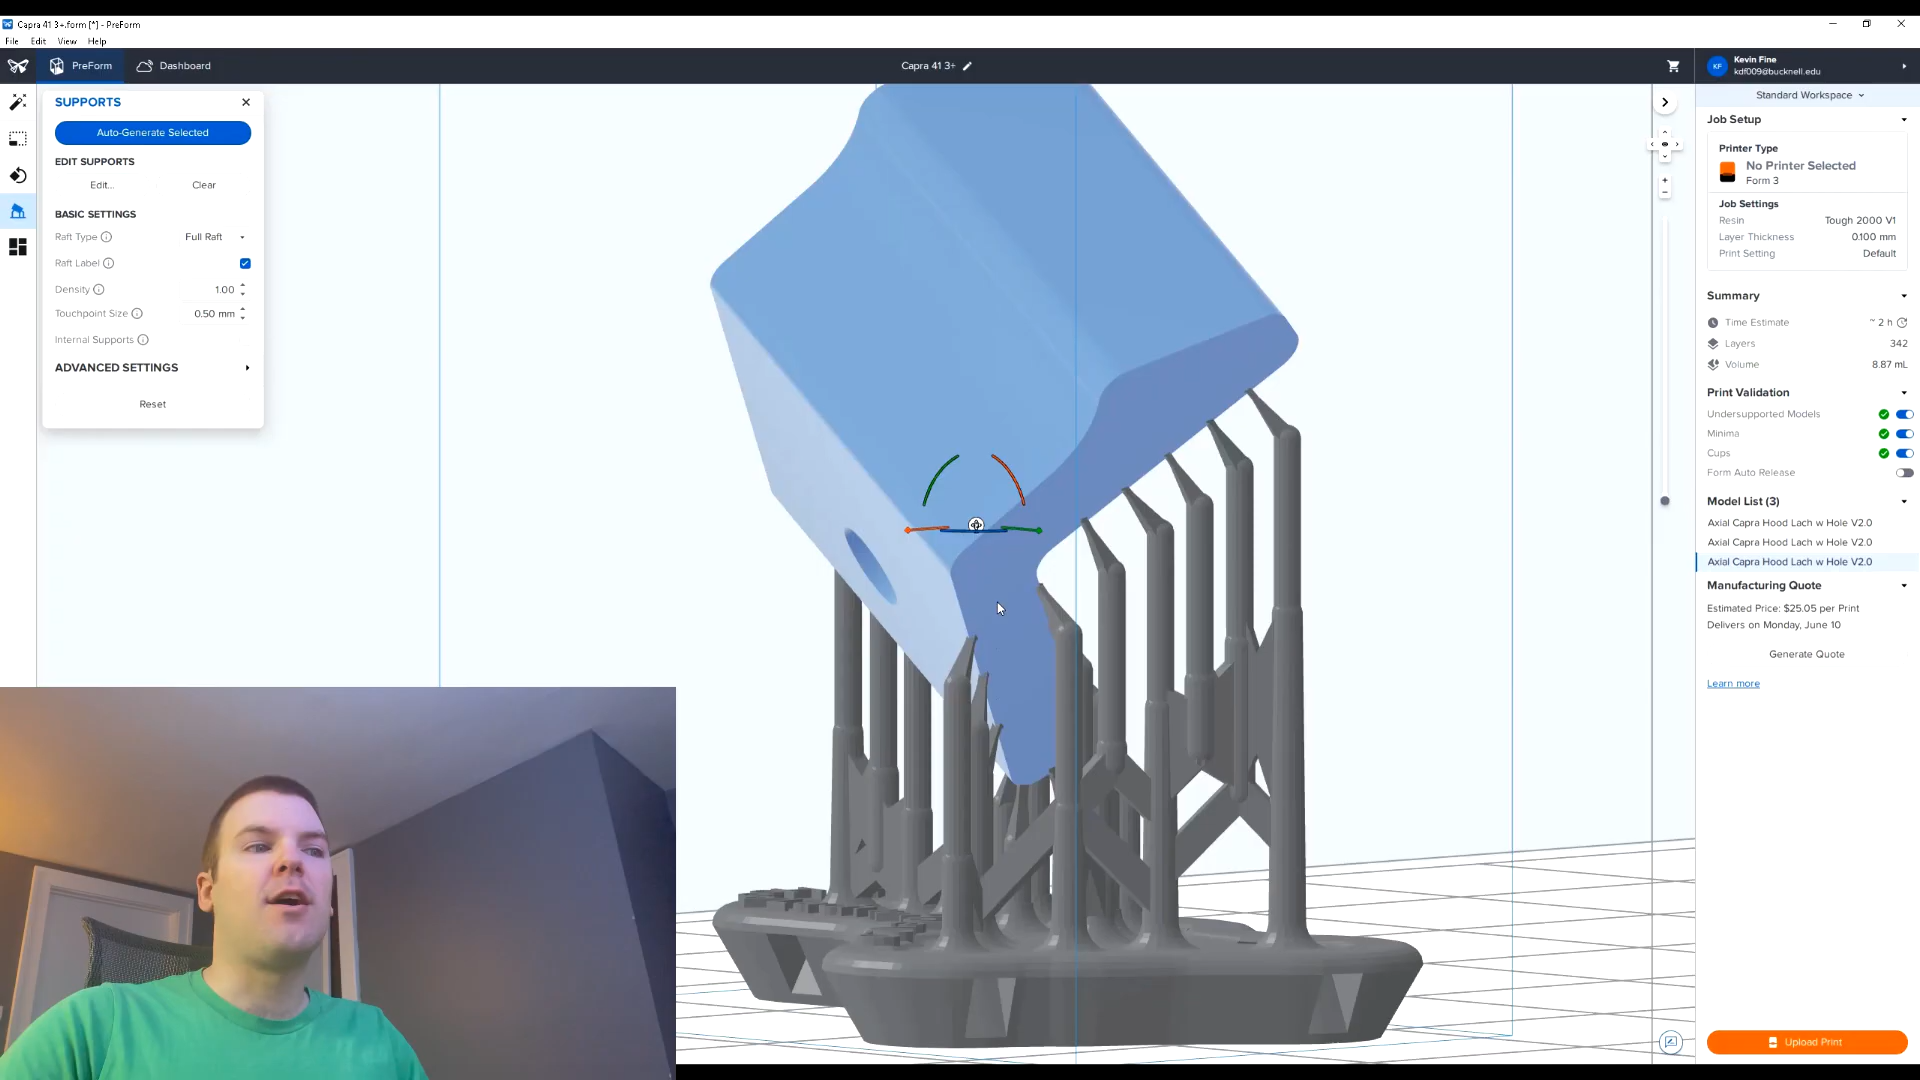 Capra 41 3+.form [*] - PreForm
File Edit View Help
PreForm Dashboard
Capra 41 3+
KF
Kevin Fine
kdf009@bucknell.edu
Standard Workspace
SUPPORTS
Auto-Generate Selected
EDIT SUPPORTS
Edit... Clear
BASIC SETTINGS
Raft Type Full Raft
Raft Label
Density 1.00
Touchpoint Size 0.50 mm
Internal Supports
ADVANCED SETTINGS
Reset
Job Setup
Printer Type
No Printer Selected
Form 3
Job Settings
Resin Tough 2000 V1
Layer Thickness 0.100 mm
Print Setting Default
Summary
Time Estimate ~ 2 h
Layers 342
Volume 8.87 mL
Print Validation
Undersupported Models
Minima
Cups
Form Auto Release
Model List (3)
Axial Capra Hood Lach w Hole V2.0
Axial Capra Hood Lach w Hole V2.0
Axial Capra Hood Lach w Hole V2.0
Manufacturing Quote
Estimated Price: $25.05 per Print
Delivers on Monday, June 10
Generate Quote
Learn more
Upload Print